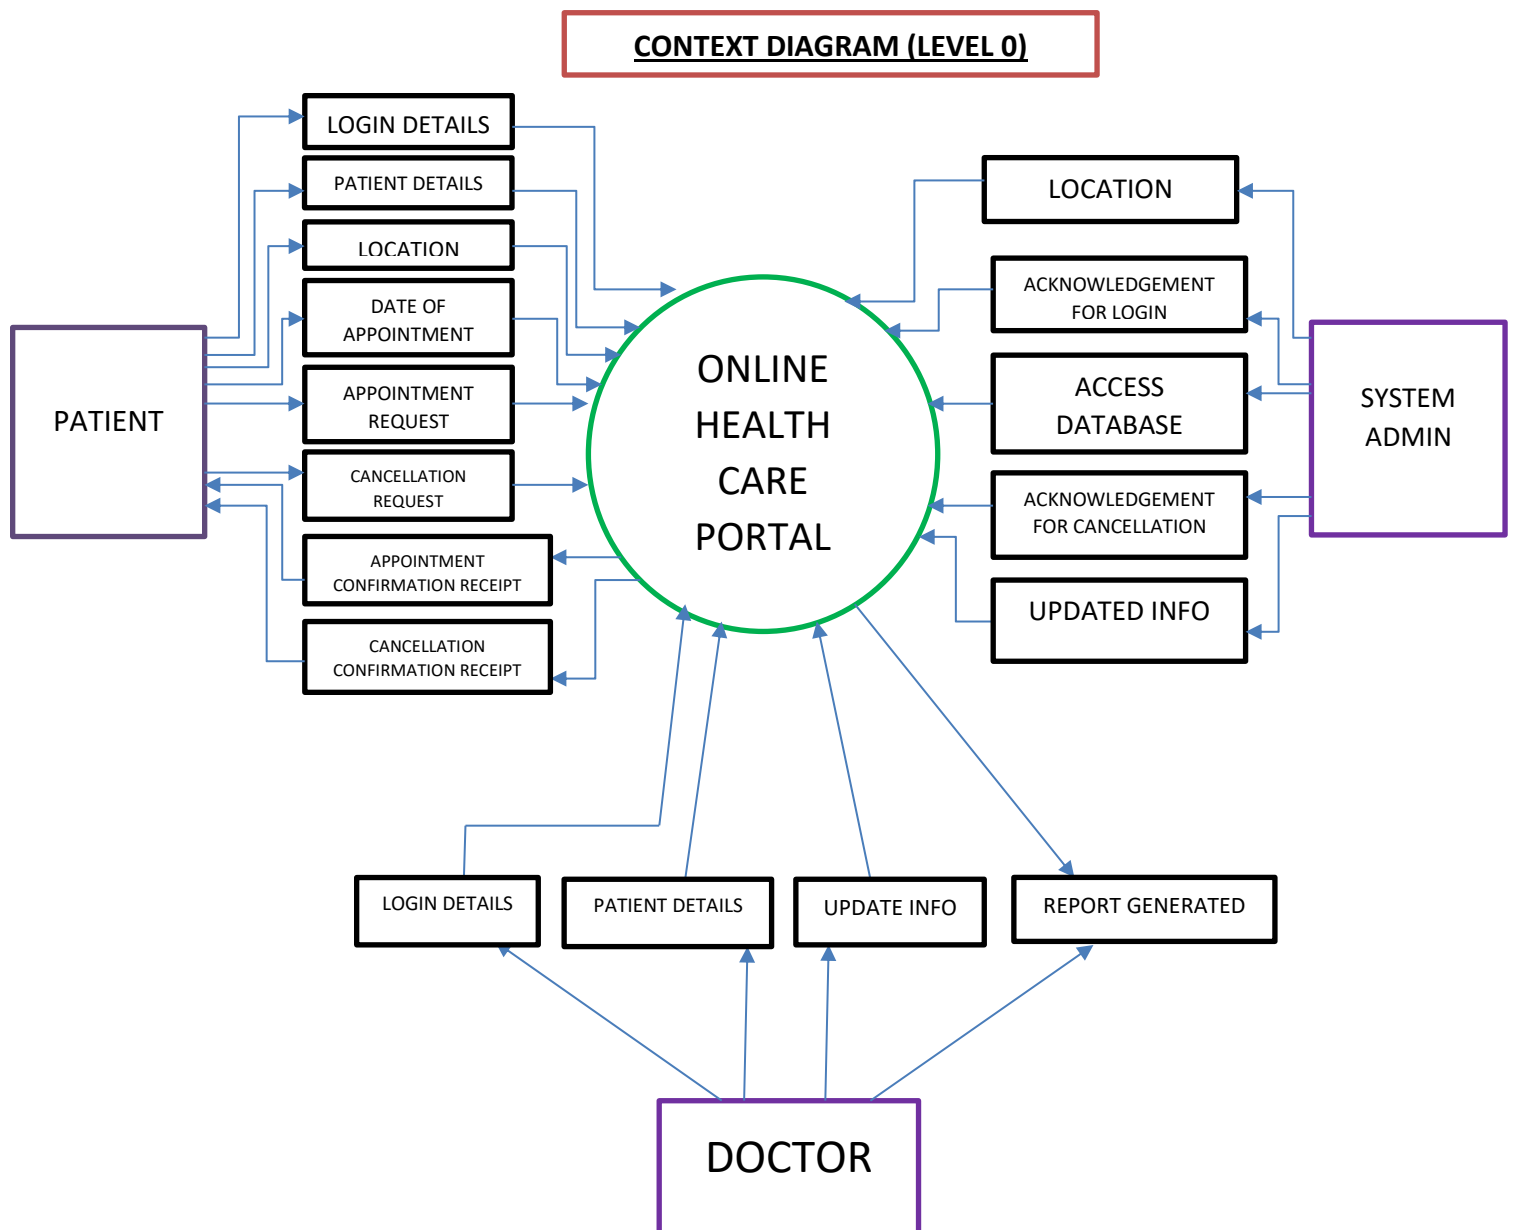 CONTEXT DIAGRAM (LEVEL 0)
LOGIN DETAILS
PATIENT DETAILS
LOCATION
DATE OF
APPOINTMENT
APPOINTMENT
REQUEST
CANCELLATION
REQUEST
APPOINTMENT
CONFIRMATION RECEIPT
CANCELLATION
CONFIRMATION RECEIPT
PATIENT
ONLINE
HEALTH
CARE
PORTAL
LOCATION
ACKNOWLEDGEMENT
FOR LOGIN
ACCESS
DATABASE
ACKNOWLEDGEMENT
FOR CANCELLATION
UPDATED INFO
SYSTEM
ADMIN
LOGIN DETAILS
PATIENT DETAILS
UPDATE INFO
REPORT GENERATED
DOCTOR